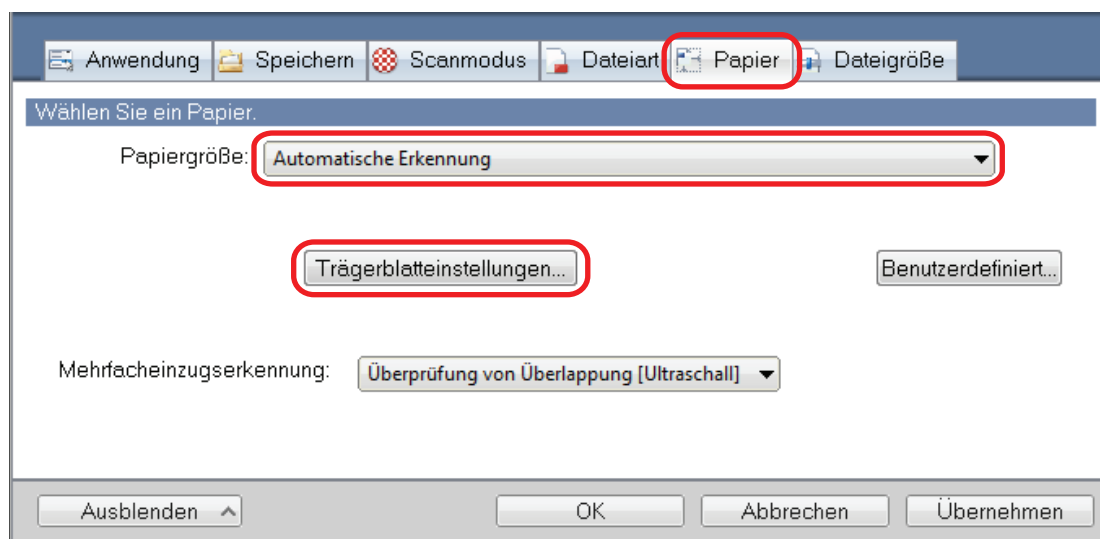 Anwendung Speichern Scanmodus Dateiart Papier Dateigröße
Wählen Sie ein Papier.
Papiergröße: Automatische Erkennung
Trägerblatteinstellungen... Benutzerdefiniert...
Mehrfacheinzugserkennung: Überprüfung von Überlappung [Ultraschall]
Ausblenden OK Abbrechen Übernehmen